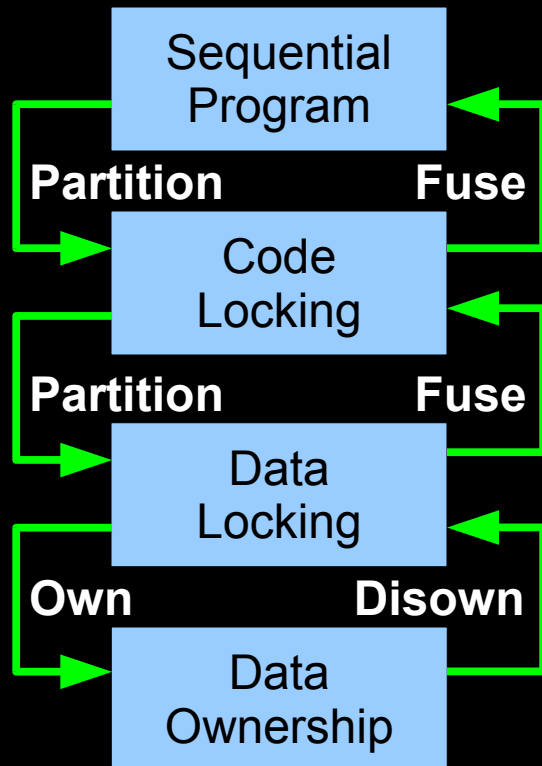 Sequential
Program
Partition
Fuse
Code
Locking
Partition
Fuse
Data
Locking
Own
Disown
Data
Ownership